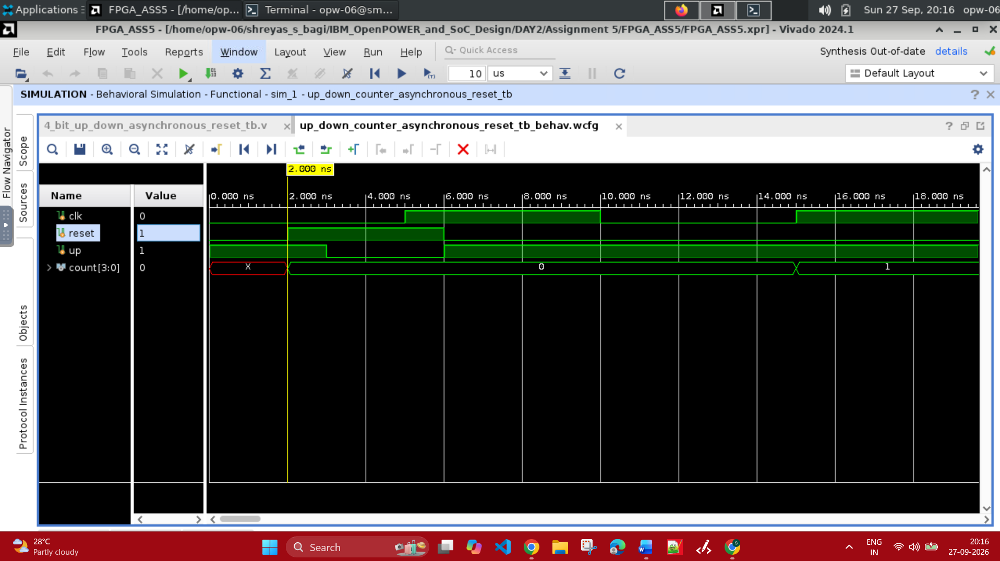 Applications
FPGA_ASS5 - [/home/op...
Terminal - opw-06@sm...
Sun 27 Sep, 20:16
opw-06
FPGA_ASS5 - [/home/opw-06/shreyas_s_bagi/IBM_OpenPOWER_and_SoC_Design/DAY2/Assignment 5/FPGA_ASS5/FPGA_ASS5.xpr] - Vivado 2024.1
File Edit Flow Tools Reports Window Layout View Run Help
Quick Access
Synthesis Out-of-date details
10 us
Default Layout
SIMULATION - Behavioral Simulation - Functional - sim_1 - up_down_counter_asynchronous_reset_tb
Flow Navigator
Scope
Sources
Objects
Protocol Instances
4_bit_up_down_asynchronous_reset_tb.v
up_down_counter_asynchronous_reset_tb_behav.wcfg
2.000 ns
Name Value
0.000 ns 2.000 ns 4.000 ns 6.000 ns 8.000 ns 10.000 ns 12.000 ns 14.000 ns 16.000 ns 18.000 ns
clk 0
reset 1
up 1
count[3:0] 0 X 0 1
28°C
Partly cloudy
Search
ENG
IN
20:16
27-09-2026